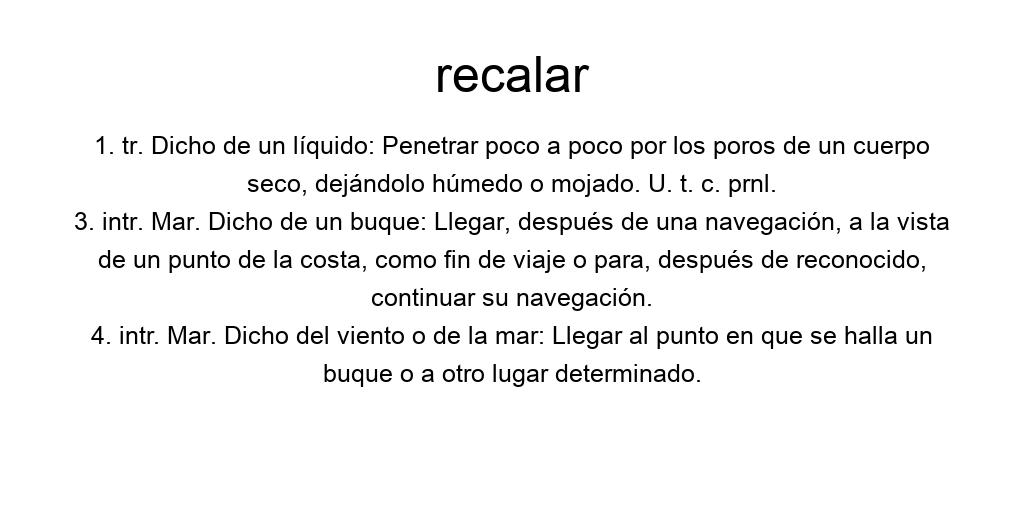 recalar
1. tr. Dicho de un líquido: Penetrar poco a poco por los poros de un cuerpo
seco, dejándolo húmedo o mojado. U. t. c. prnl.
3. intr. Mar. Dicho de un buque: Llegar, después de una navegación, a la vista
de un punto de la costa, como fin de viaje o para, después de reconocido,
continuar su navegación.
4. intr. Mar. Dicho del viento o de la mar: Llegar al punto en que se halla un
buque o a otro lugar determinado.